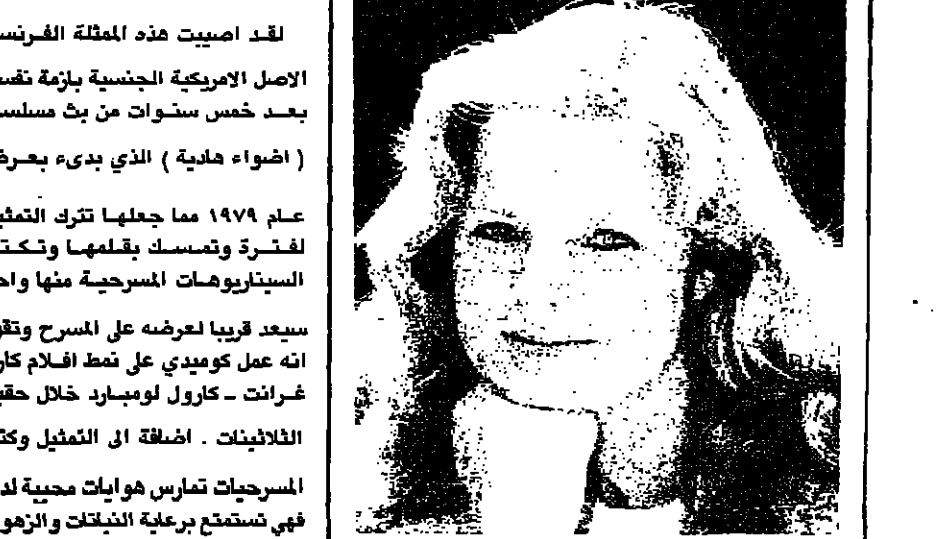 لقد اصيبت هذه الممثلة الفرنس
الاصل الامريكية الجنسية بازمة نفس
بعد خمس سنوات من بث مسلس
( اضواء هادية ) الذي بدىء بعرض
عام ١٩٧٩ مما جعلها تترك التمثي
لفترة وتمسك بقلمها وتكت
السيناريوهات المسرحية منها واح
سيعد قريبا لعرضه على المسرح وتقو
انه عمل كوميدي على نمط افلام كار
غرانت - كارول لومبارد خلال حقب
الثلاثينات . اضافة الى التمثيل وكت
المسرحيات تمارس هوايات محببة لد
فهي تستمتع برعاية النباتات والزهو